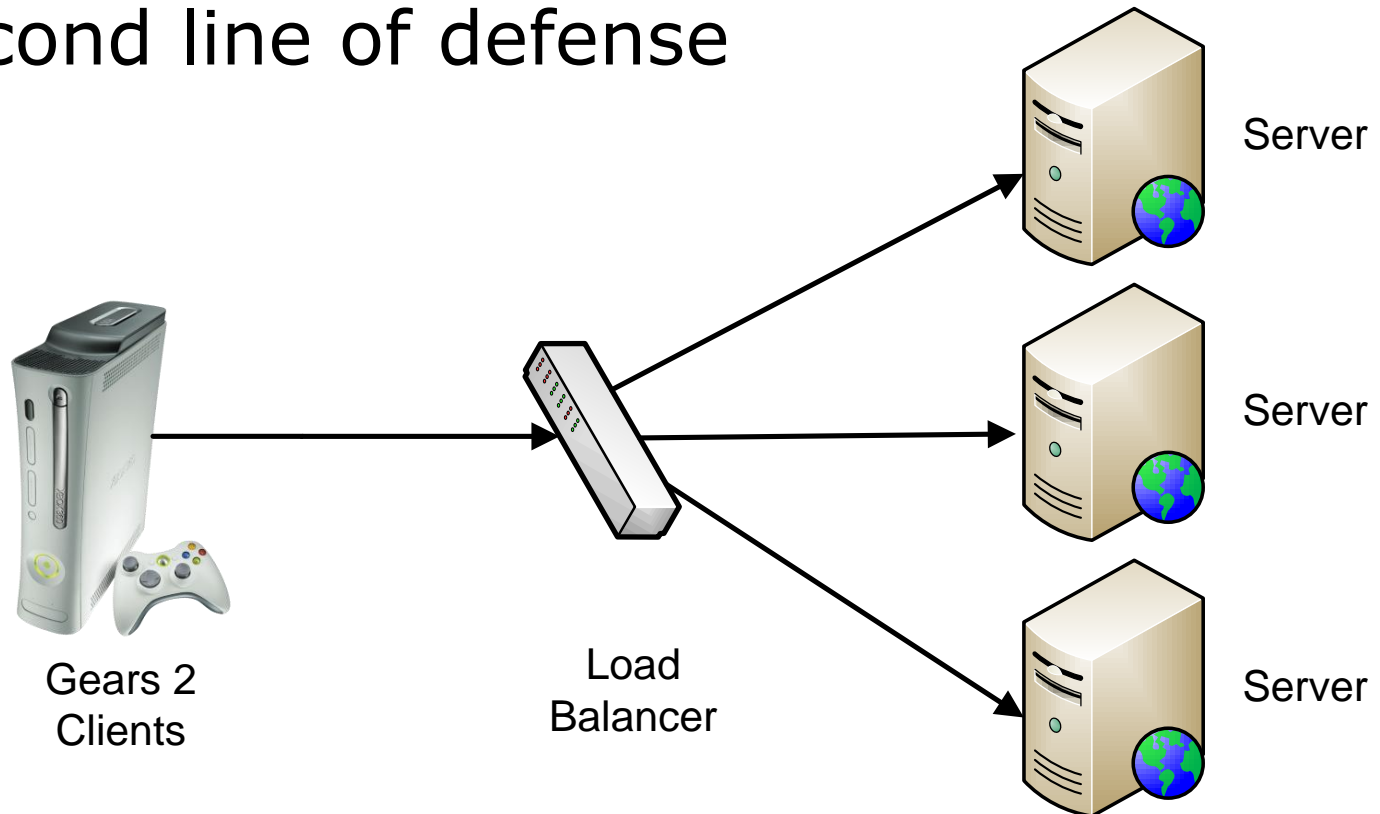 cond line of defense
Server
Server
Gears 2
Clients
Load
Balancer
Server